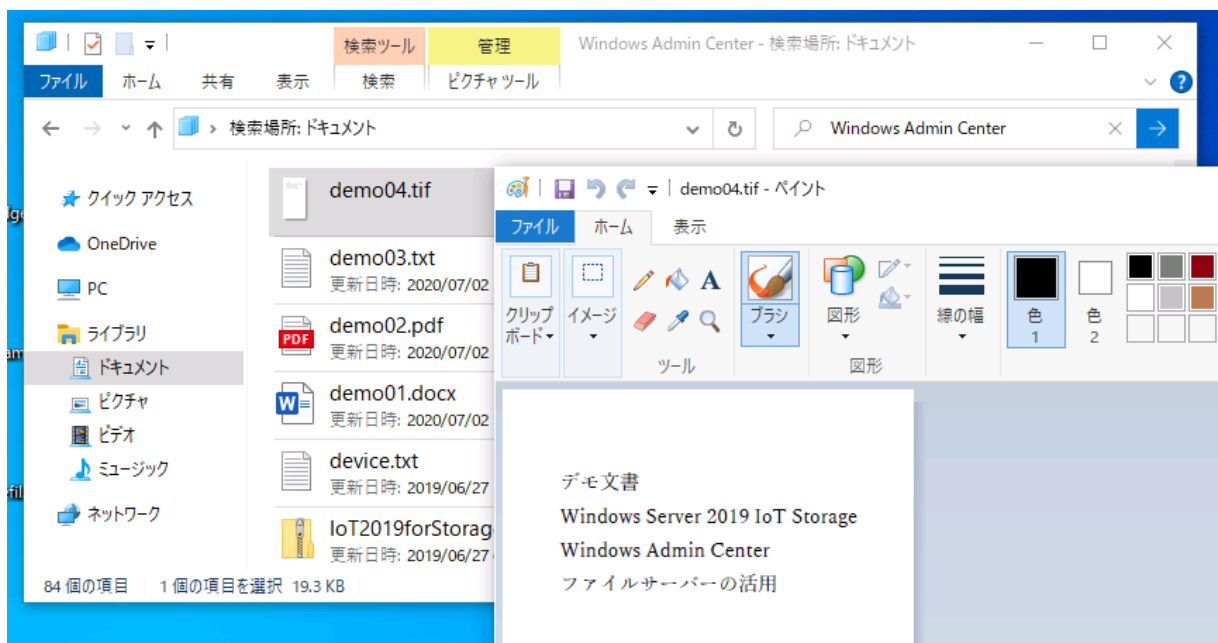 検索ツール
管理
Windows Admin Center - 検索場所: ドキュメント
ファイル ホーム 共有 表示 検索 ピクチャ ツール
検索場所: ドキュメント
Windows Admin Center
クイック アクセス
OneDrive
PC
ライブラリ
ドキュメント
ピクチャ
ビデオ
ミュージック
ネットワーク
demo04.tif
demo03.txt
更新日時: 2020/07/02
PDF
demo02.pdf
更新日時: 2020/07/02
W
demo01.docx
更新日時: 2020/07/02
device.txt
更新日時: 2019/06/27
IoT2019forStorag
更新日時: 2019/06/27
84 個の項目 1 個の項目を選択 19.3 KB
demo04.tif - ペイント
ファイル ホーム 表示
クリップ
ボード
イメージ
A
ツール
ブラシ
図形
図形
線の幅
色
1
色
2
デモ文書
Windows Server 2019 IoT Storage
Windows Admin Center
ファイルサーバーの活用